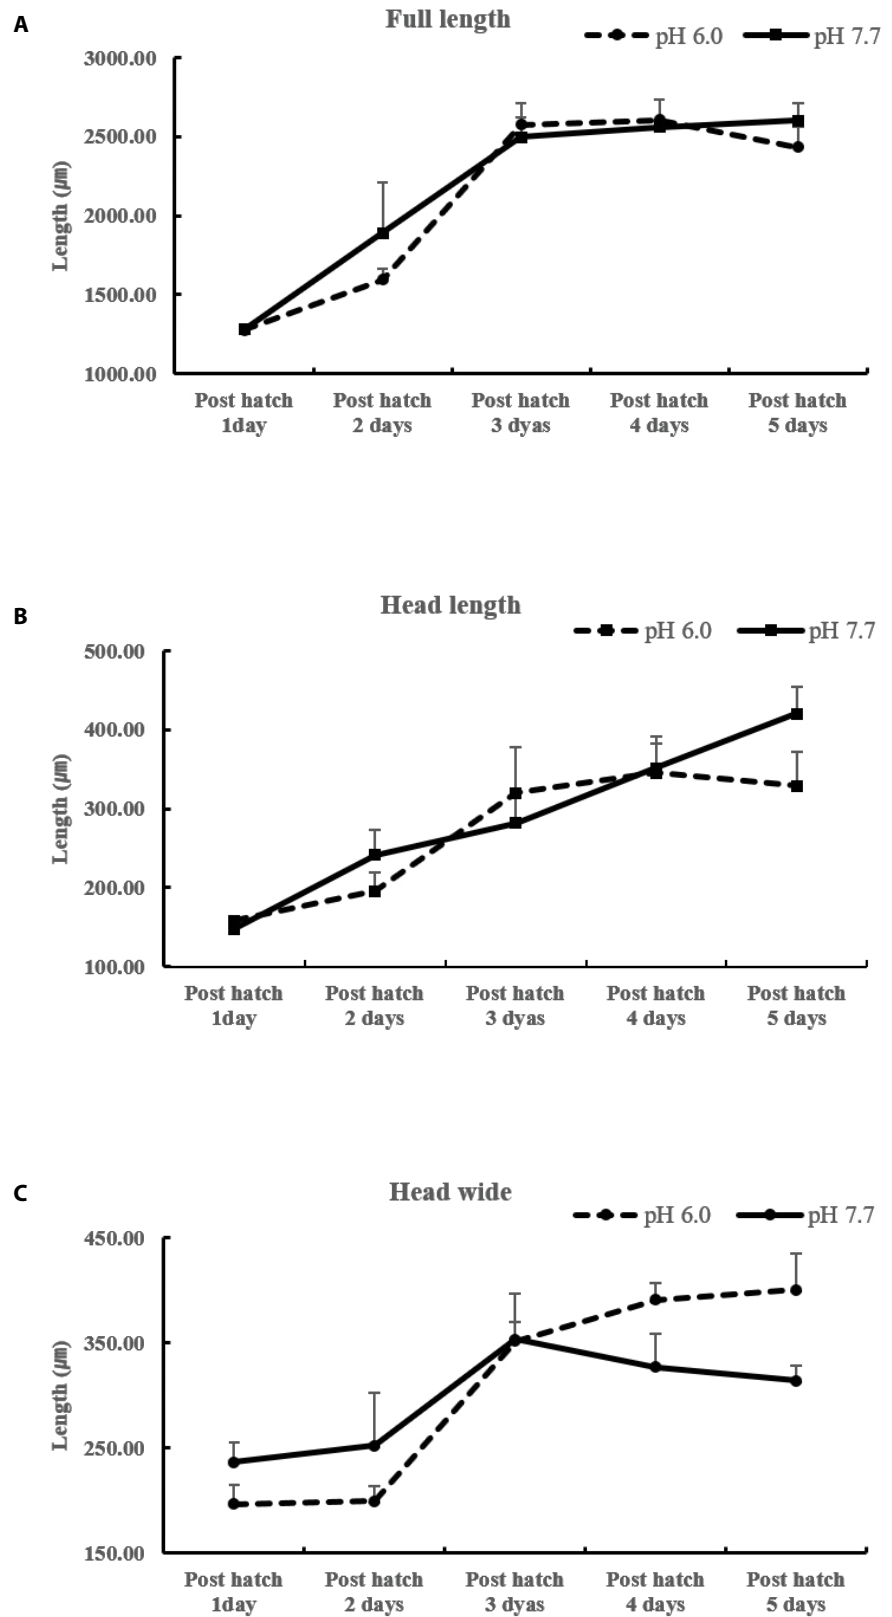 A
Full length
pH 6.0 pH 7.7
3000.00
2500.00
2000.00
1500.00
1000.00
Length (㎛)
Post hatch Post hatch Post hatch Post hatch Post hatch
1day 2 days 3 dyas 4 days 5 days
B
Head length
pH 6.0 pH 7.7
500.00
400.00
300.00
200.00
100.00
Length (㎛)
Post hatch Post hatch Post hatch Post hatch Post hatch
1day 2 days 3 dyas 4 days 5 days
C
Head wide
pH 6.0 pH 7.7
450.00
350.00
250.00
150.00
Length (㎛)
Post hatch Post hatch Post hatch Post hatch Post hatch
1day 2 days 3 dyas 4 days 5 days